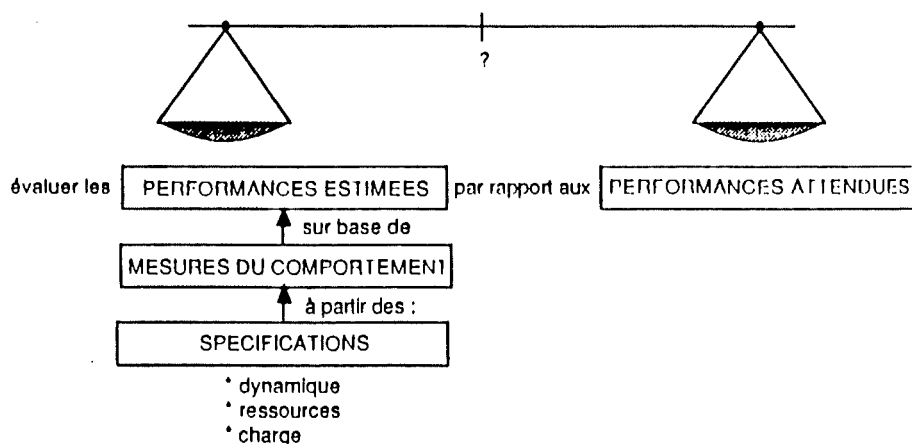 ?
évaluer les PERFORMANCES ESTIMEES par rapport aux PERFORMANCES ATTENDUES
sur base de
MESURES DU COMPORTEMENT
à partir des :
SPECIFICATIONS
* dynamique
* ressources
* charge